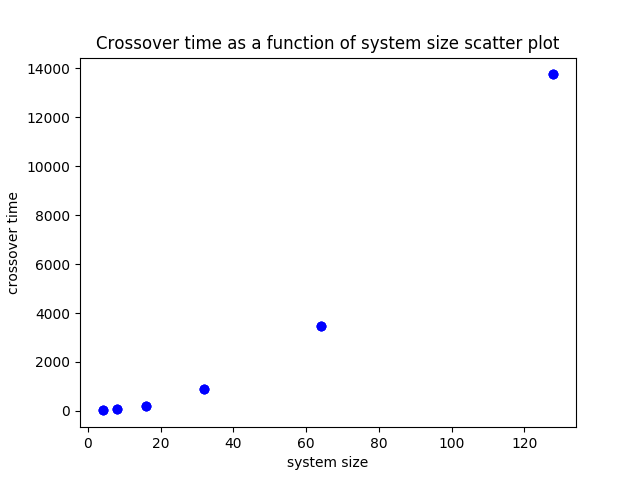 Crossover time as a function of system size scatter plot
14000
12000
10000
8000
6000
4000
2000
0
crossover time
0 20 40 60 80 100 120
system size